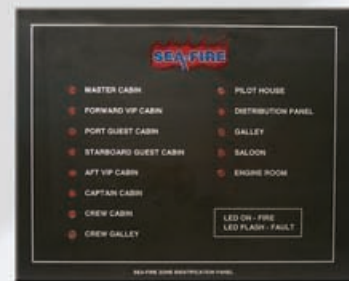 SEA FIRE
MASTER CABIN
FORWARD VIP CABIN
PORT GUEST CABIN
STARBOARD GUEST CABIN
AFT VIP CABIN
CAPTAIN CABIN
CREW CABIN
CREW GALLEY
PILOT HOUSE
DISTRIBUTION PANEL
GALLEY
SALOON
ENGINE ROOM
LED ON - FIRE
LED FLASH - FAULT
SEA-FIRE ZONE IDENTIFICATION PANEL